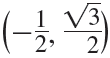 (−1/2, √3/2)